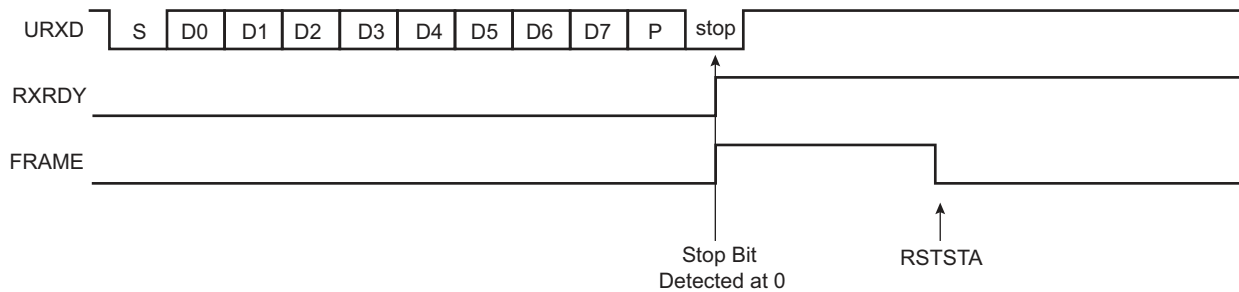 URXD S D0 D1 D2 D3 D4 D5 D6 D7 P stop
RXRDY
FRAME
Stop Bit
Detected at 0
RSTSTA